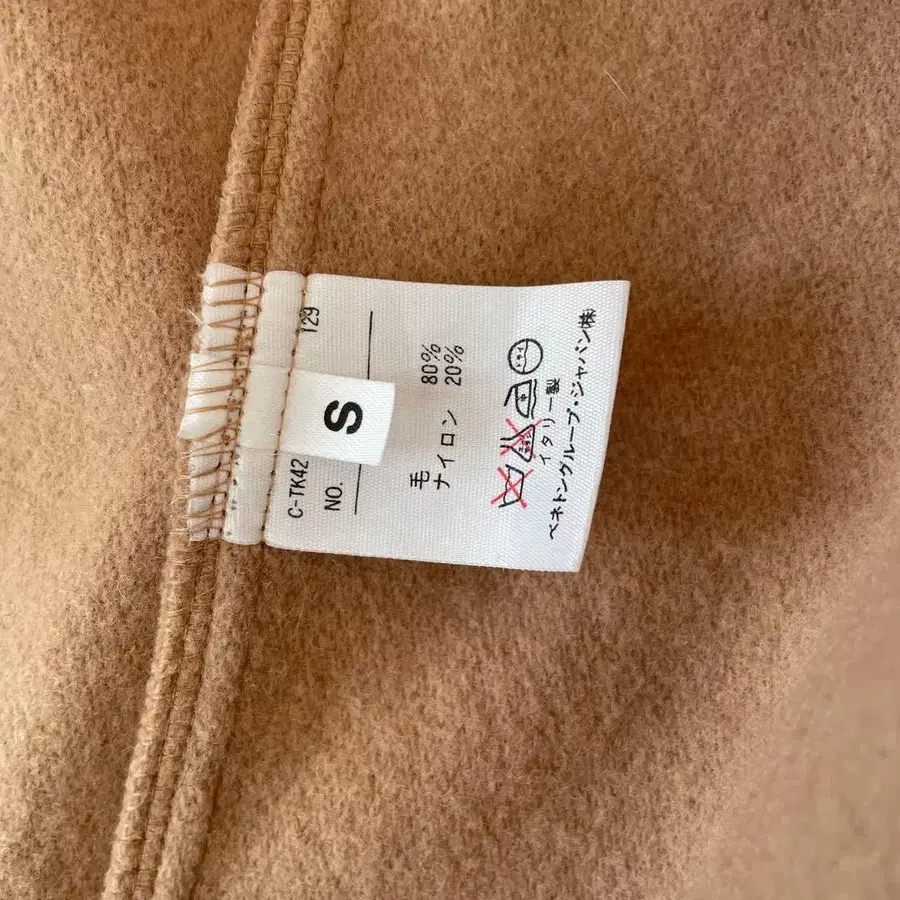 C-TK42 129
NO.
S
毛 80%
ナイロン 20%
イタリー製
ベネトングループ・ジャパン㈱